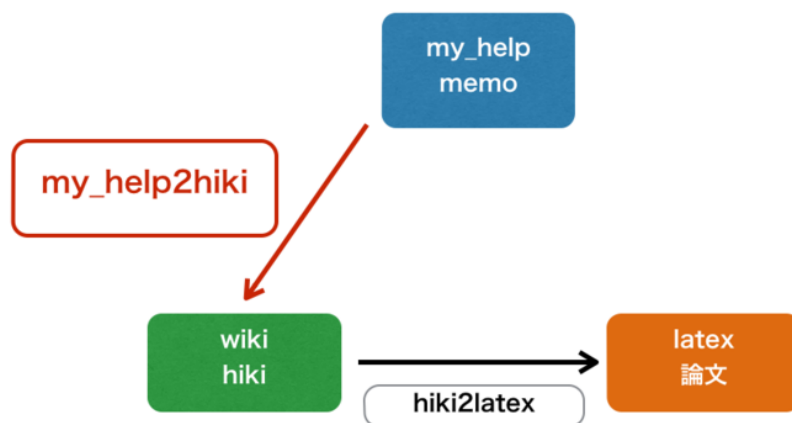 my_help
memo
my_help2hiki
wiki
hiki
latex
論文
hiki2latex